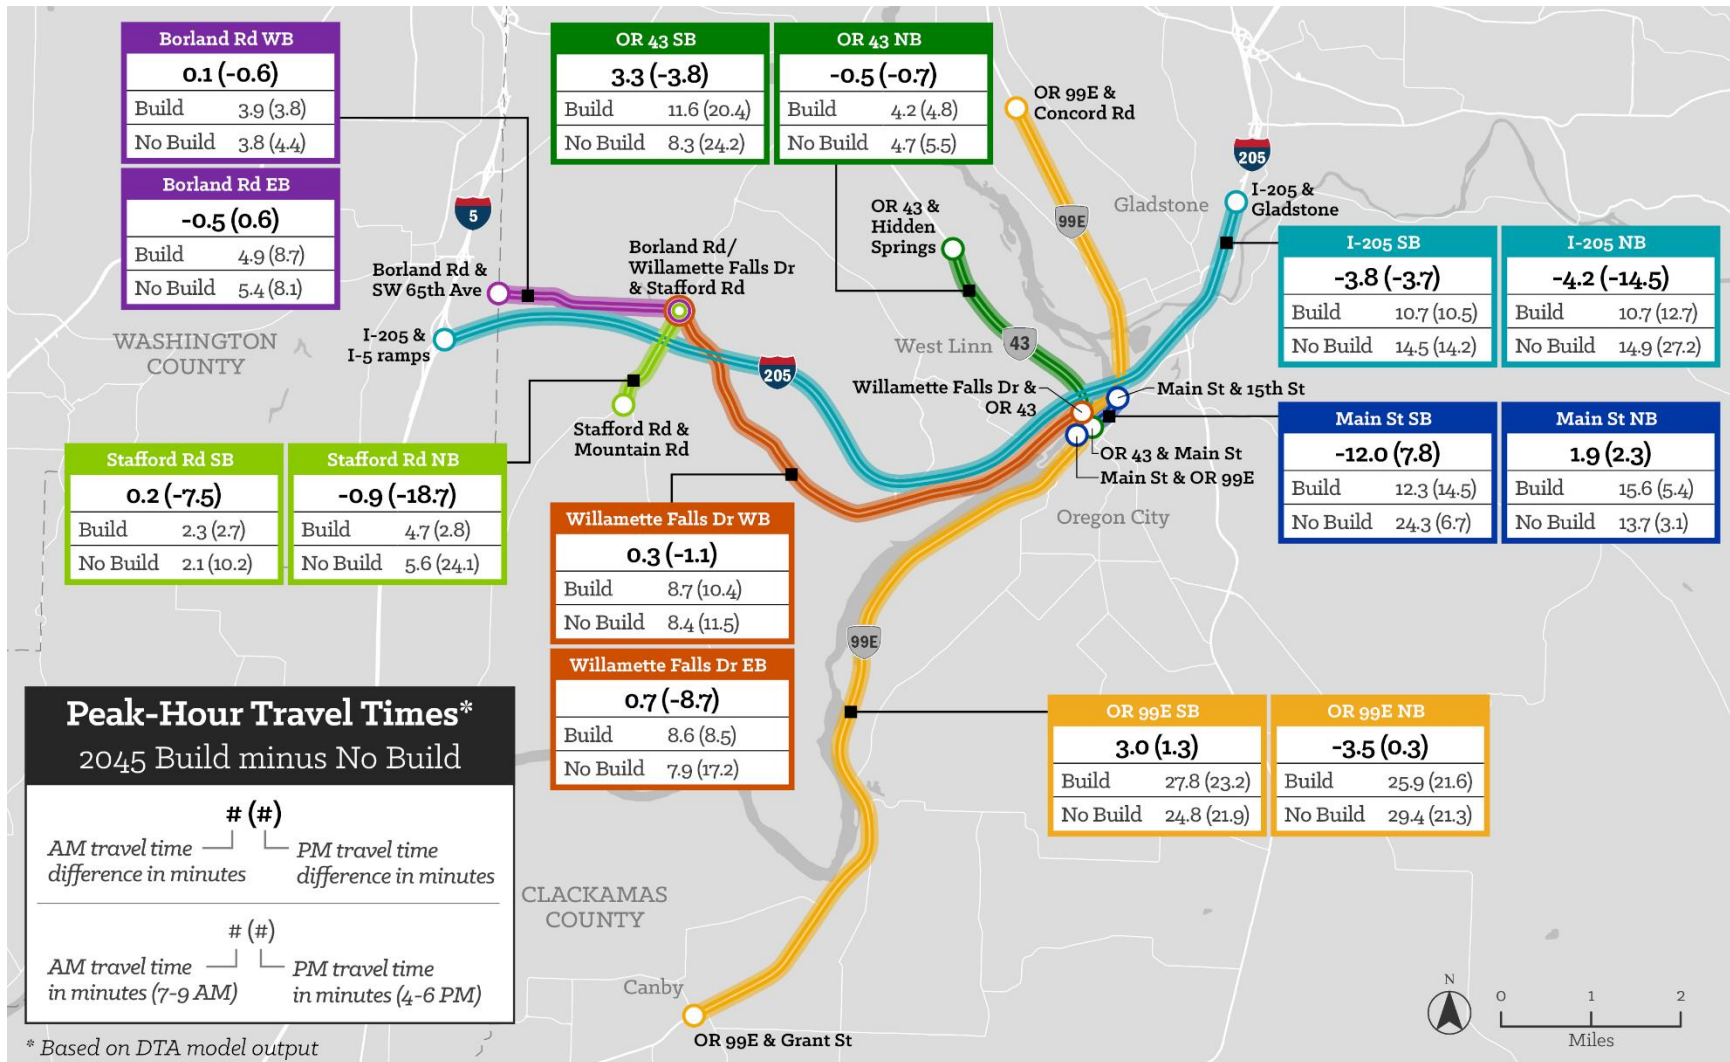 Borland Rd WB
0.1 (-0.6)
Build 3.9 (3.8)
No Build 3.8 (4.4)
Borland Rd EB
-0.5 (0.6)
Build 4.9 (8.7)
No Build 5.4 (8.1)
OR 43 SB
3.3 (-3.8)
Build 11.6 (20.4)
No Build 8.3 (24.2)
OR 43 NB
-0.5 (-0.7)
Build 4.2 (4.8)
No Build 4.7 (5.5)
OR 99E &
Concord Rd
205
I-205 &
Gladstone
Gladstone
99E
5
OR 43 &
Hidden
Springs
Borland Rd/
Willamette Falls Dr
& Stafford Rd
Borland Rd &
SW 65th Ave
I-205 &
I-5 ramps
WASHINGTON
COUNTY
I-205 SB
-3.8 (-3.7)
Build 10.7 (10.5)
No Build 14.5 (14.2)
I-205 NB
-4.2 (-14.5)
Build 10.7 (12.7)
No Build 14.9 (27.2)
West Linn
43
205
Willamette Falls Dr &
OR 43
Main St & 15th St
Stafford Rd &
Mountain Rd
OR 43 & Main St
Main St & OR 99E
Oregon City
Main St SB
-12.0 (7.8)
Build 12.3 (14.5)
No Build 24.3 (6.7)
Main St NB
1.9 (2.3)
Build 15.6 (5.4)
No Build 13.7 (3.1)
Stafford Rd SB
0.2 (-7.5)
Build 2.3 (2.7)
No Build 2.1 (10.2)
Stafford Rd NB
-0.9 (-18.7)
Build 4.7 (2.8)
No Build 5.6 (24.1)
Willamette Falls Dr WB
0.3 (-1.1)
Build 8.7 (10.4)
No Build 8.4 (11.5)
Willamette Falls Dr EB
0.7 (-8.7)
Build 8.6 (8.5)
No Build 7.9 (17.2)
99E
OR 99E SB
3.0 (1.3)
Build 27.8 (23.2)
No Build 24.8 (21.9)
OR 99E NB
-3.5 (0.3)
Build 25.9 (21.6)
No Build 29.4 (21.3)
Peak-Hour Travel Times*
2045 Build minus No Build
# (#)
AM travel time
difference in minutes
PM travel time
difference in minutes
# (#)
AM travel time
in minutes (7-9 AM)
PM travel time
in minutes (4-6 PM)
* Based on DTA model output
CLACKAMAS
COUNTY
Canby
OR 99E & Grant St
N
0 1 2
Miles